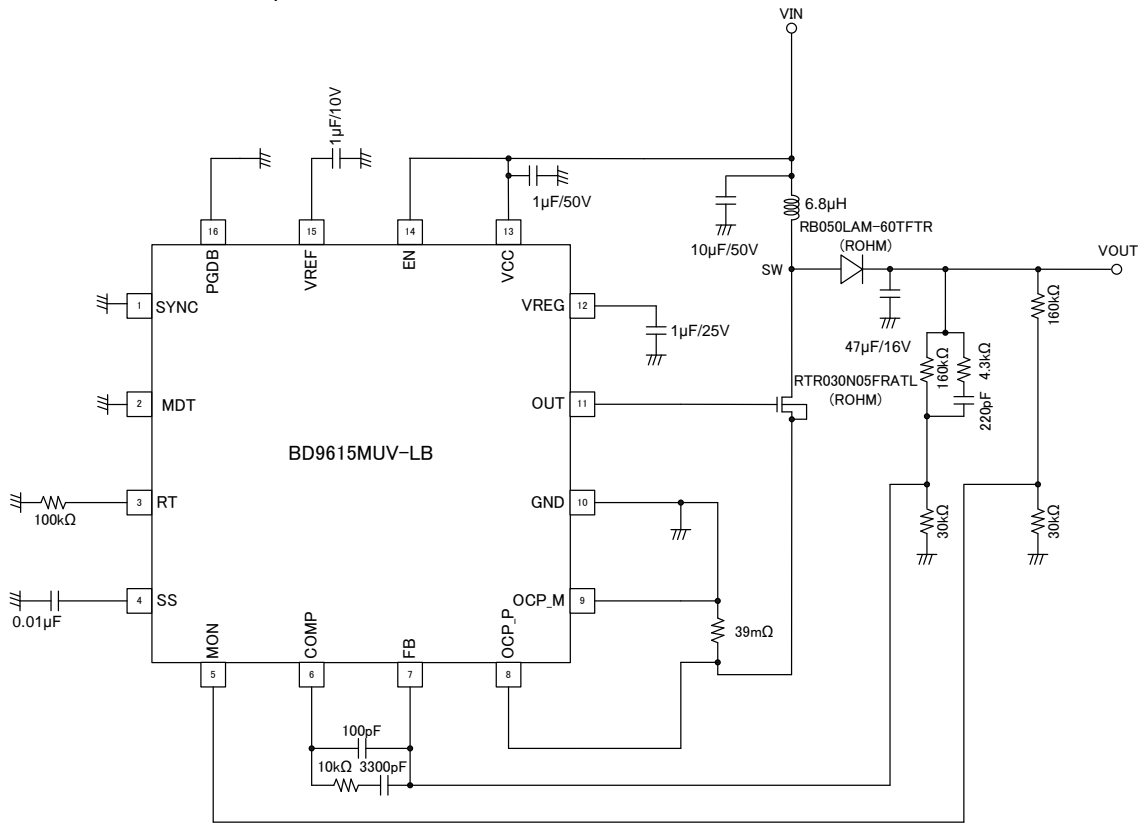 VIN
1μF/10V
1μF/50V
6.8μH
RB050LAM-60TFTR
(ROHM)
10μF/50V
VOUT
16
15
14
13
PGDB
VREF
EN
VCC
SW
1
SYNC
VREG
12
1μF/25V
47μF/16V
160kΩ
4.3kΩ
220pF
160kΩ
RTR030N05FRATL
(ROHM)
2
MDT
OUT
11
BD9615MUV-LB
3
RT
100kΩ
GND
10
30kΩ
30kΩ
4
SS
0.01μF
OCP_M
9
39mΩ
MON
COMP
FB
OCP_P
5
6
7
8
100pF
10kΩ
3300pF